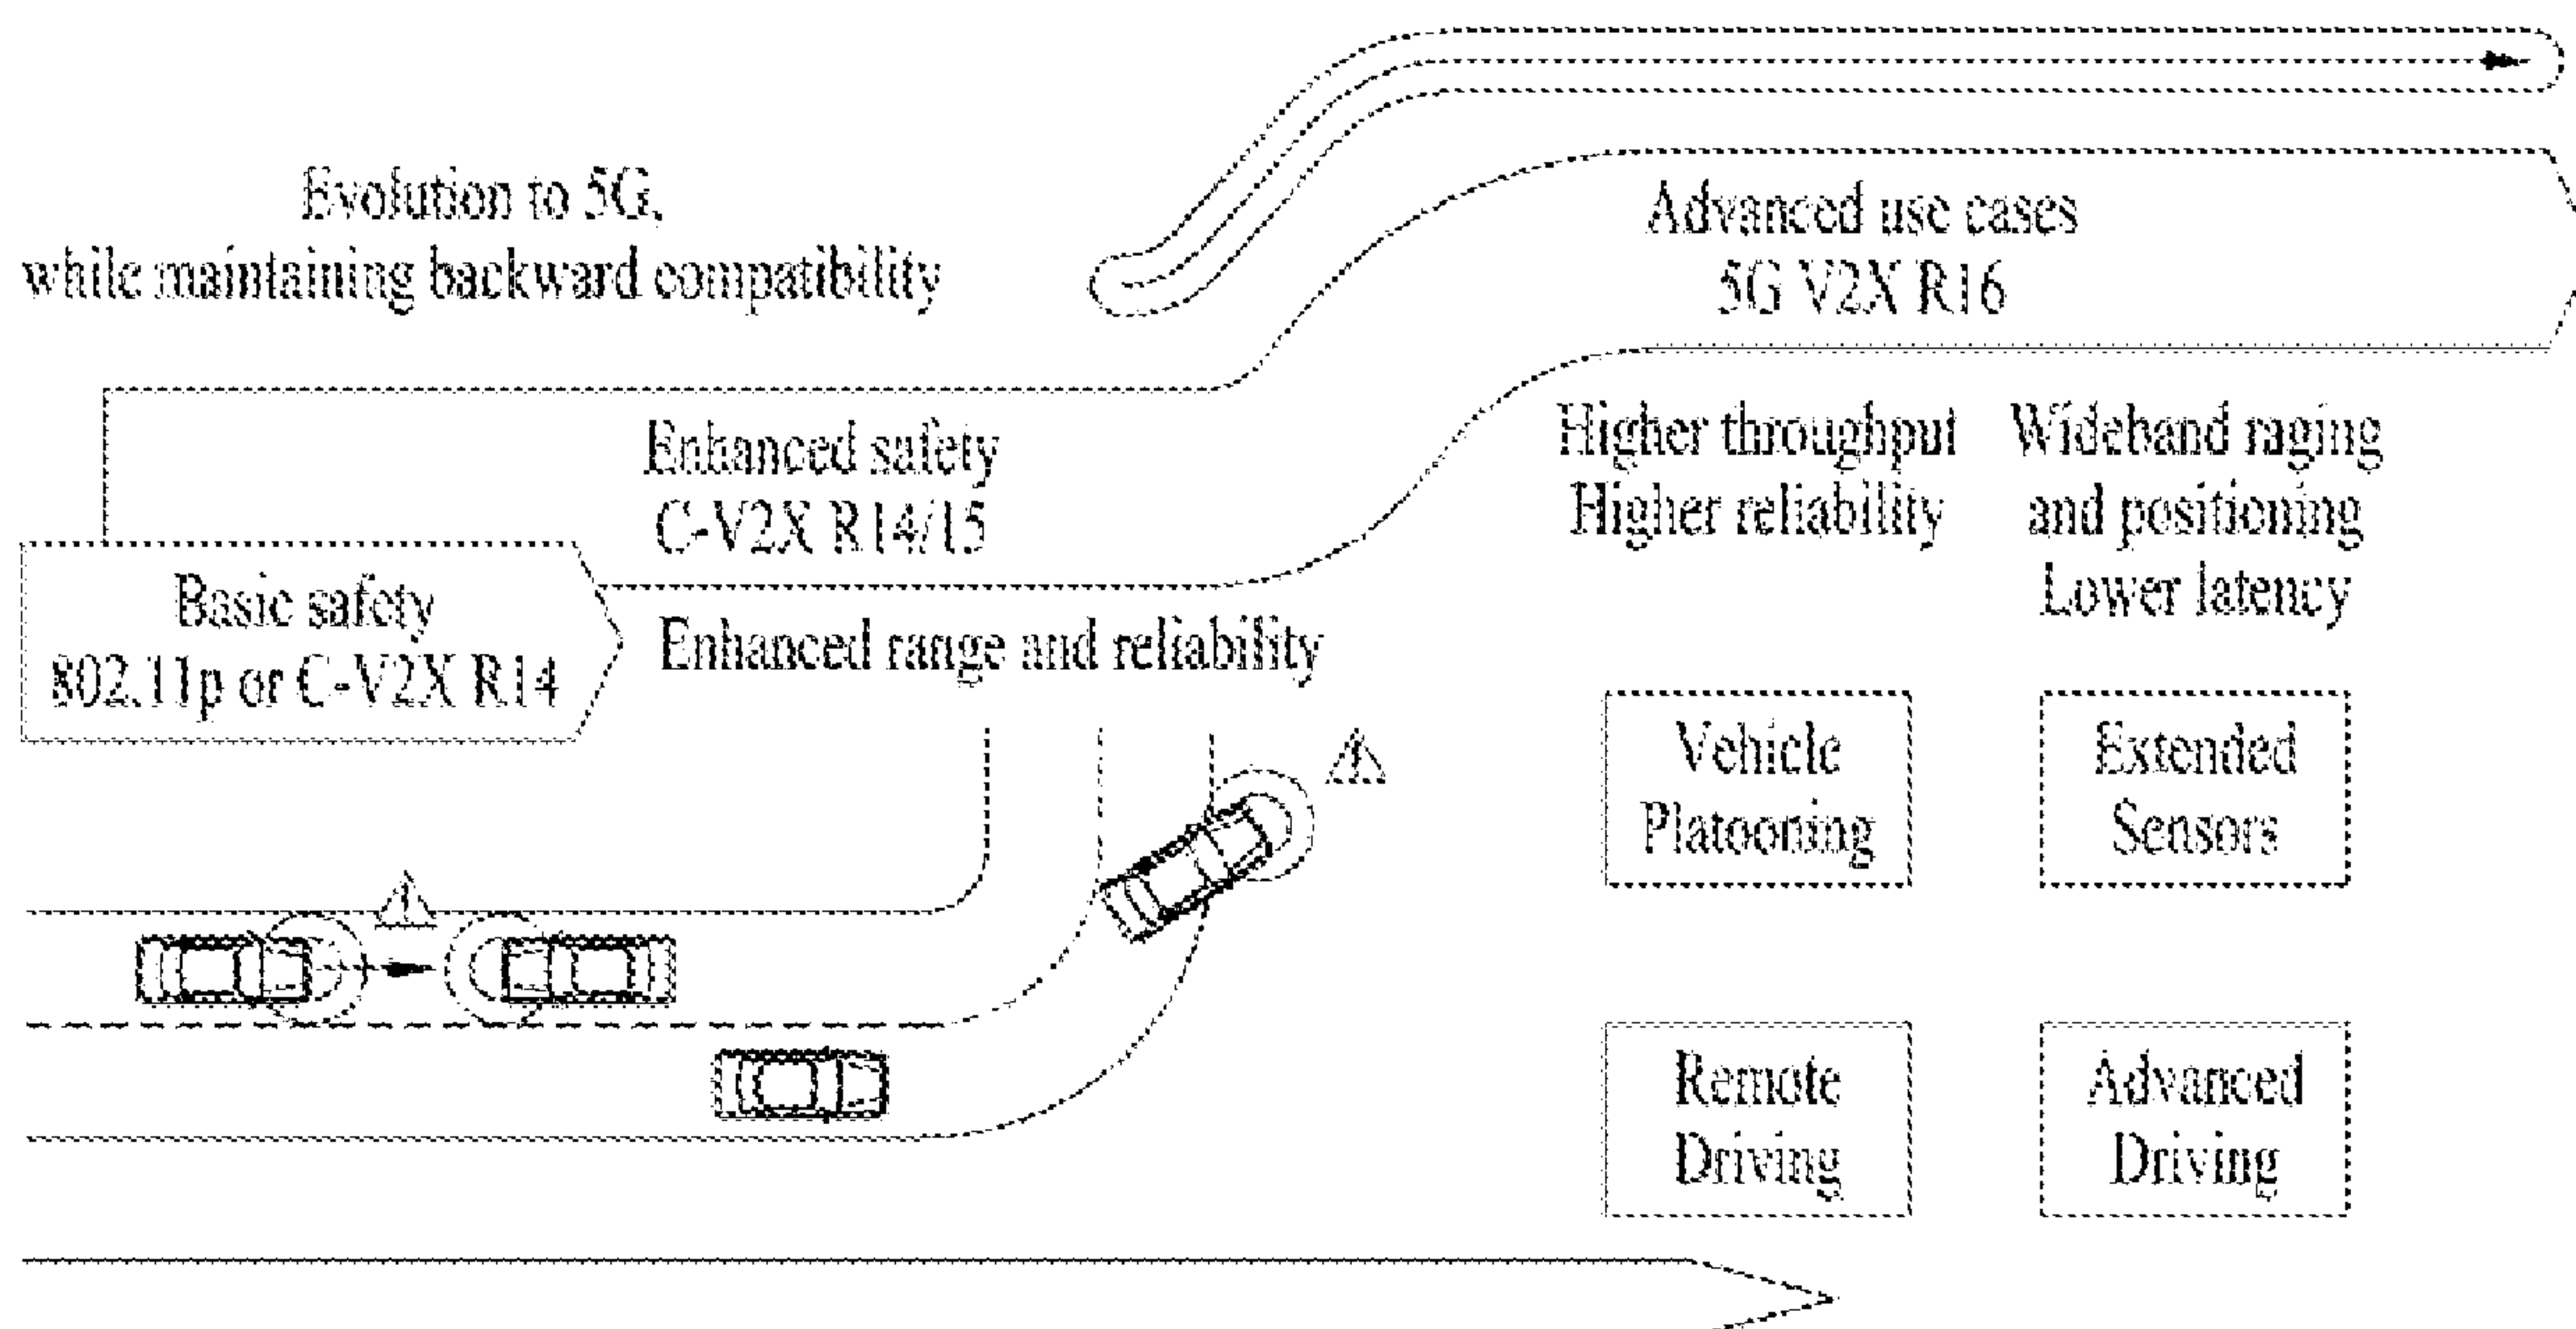 Evolution to 5G,
while maintaining backward compatibility
Advanced use cases
5G V2X R16
Enhanced safety
C-V2X R14/15
Higher throughput
Higher reliability
Wideband raging
and positioning
Lower latency
Basic safety
802.11p or C-V2X R14
Enhanced range and reliability
Vehicle
Platooning
Extended
Sensors
Remote
Driving
Advanced
Driving